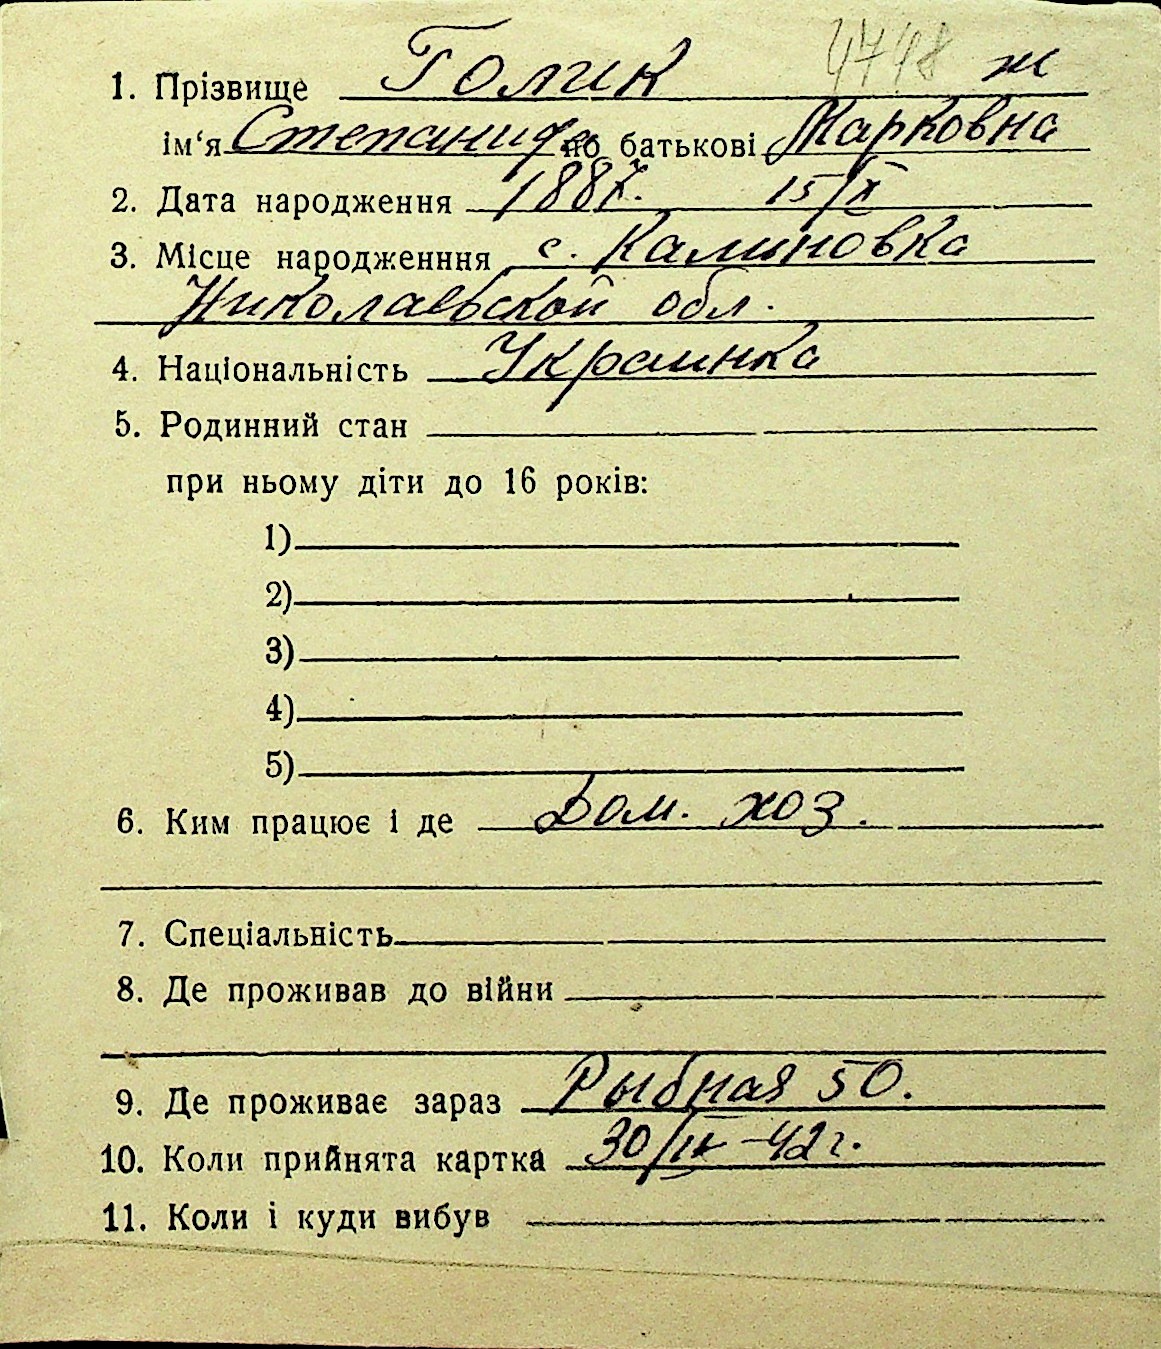 4748 ж
1. Прізвище Голик
ім‘я Степанида по батькові Марковна
2. Дата народження 1887. 15/X
3. Місце народженння с. Калиновка
Николаевской обл.
4. Національність Украинка
5. Родинний стан
при ньому діти до 16 років:
1)
2)
3)
4)
5)
6. Ким працює і де Дом. хоз.
7. Спеціальність
8. Де проживав до війни
9. Де проживає зараз Рыбная 50.
10. Коли прийнята картка 30/IV-42 г.
11. Коли і куди вибув